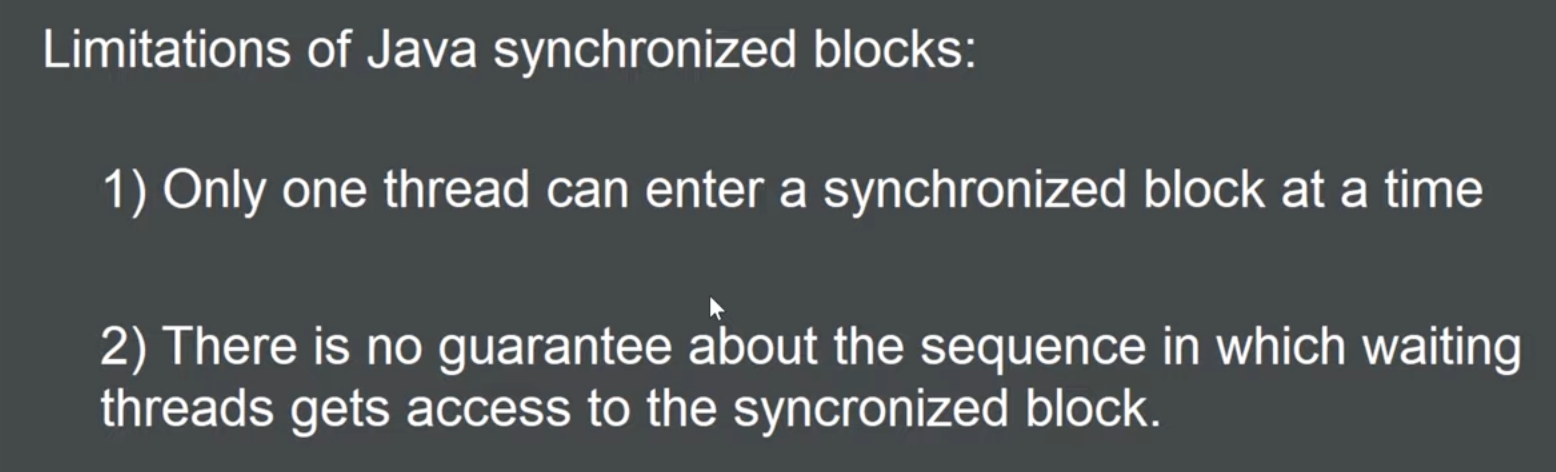 Limitations of Java synchronized blocks:
1) Only one thread can enter a synchronized block at a time
2) There is no guarantee about the sequence in which waiting
threads gets access to the syncronized block.